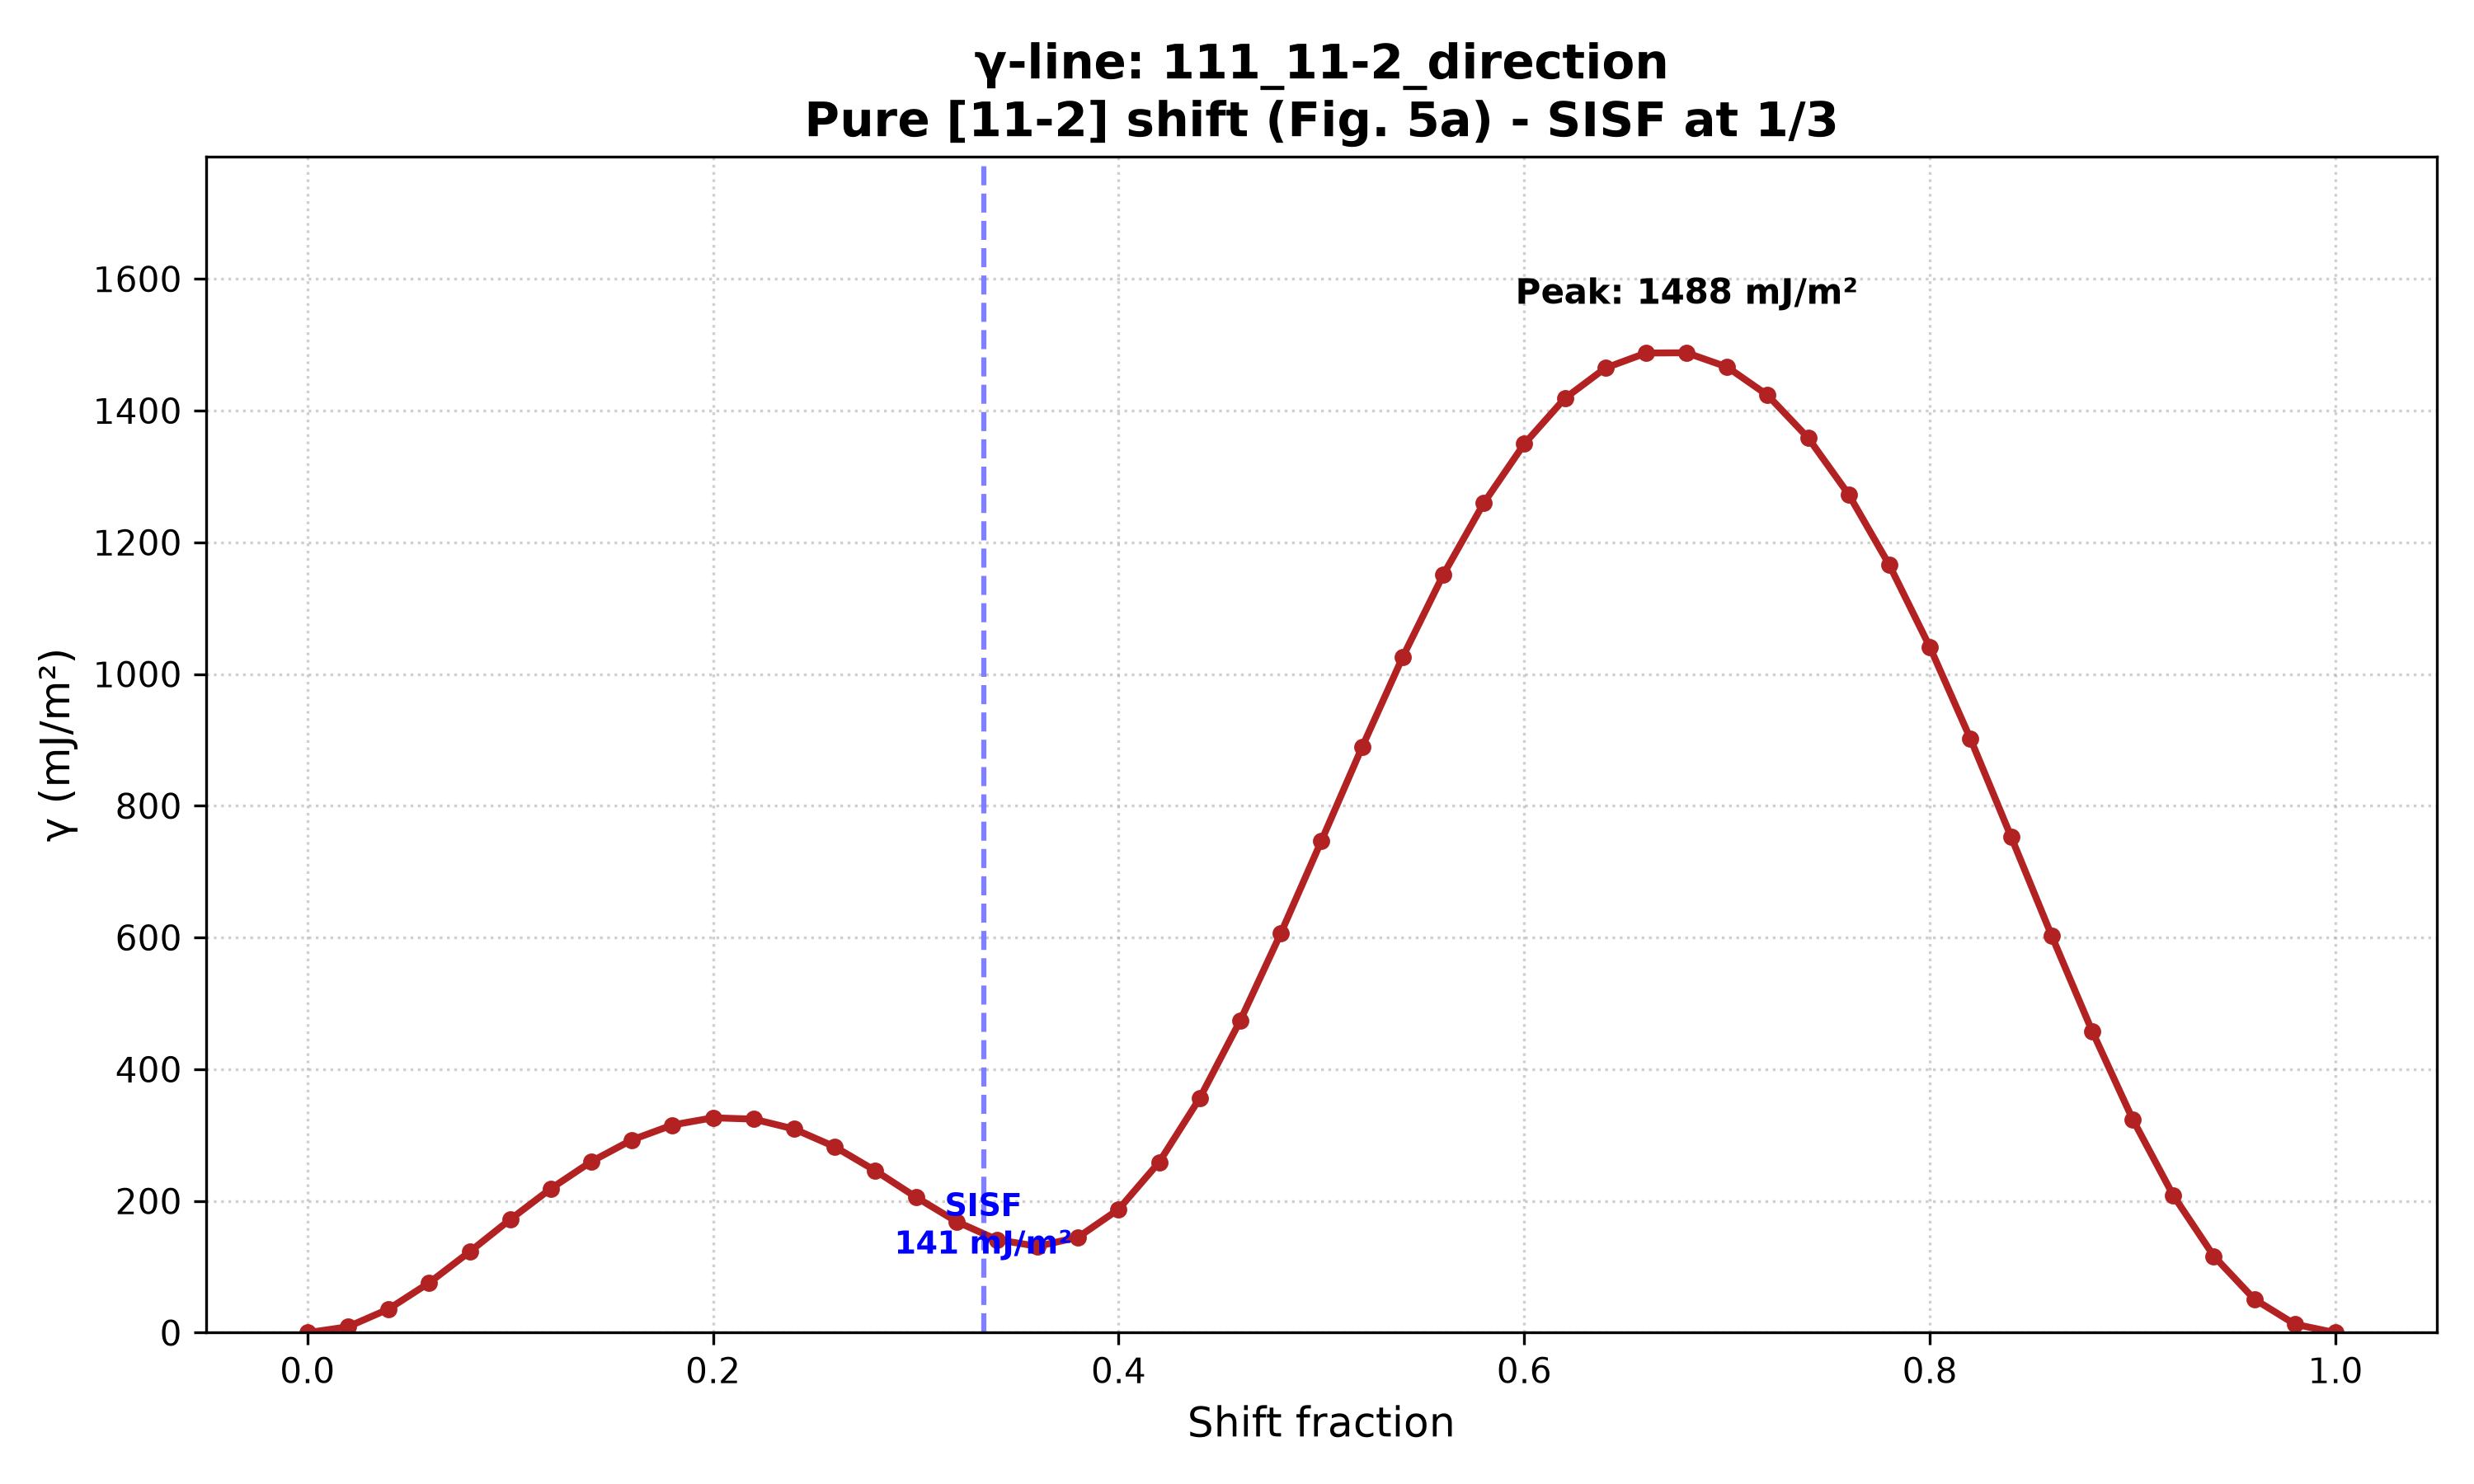 γ-line: 111_11-2_direction
Pure [11-2] shift (Fig. 5a) - SISF at 1/3
Peak: 1488 mJ/m²
SISF
141 mJ/m²
γ (mJ/m²)
1600
1400
1200
1000
800
600
400
200
0
0.0 0.2 0.4 0.6 0.8 1.0
Shift fraction